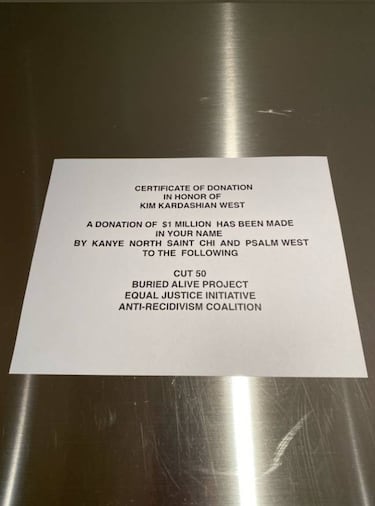 CERTIFICATE OF DONATION
IN HONOR OF
KIM KARDASHIAN WEST
A DONATION OF $1 MILLION HAS BEEN MADE
IN YOUR NAME
BY KANYE NORTH SAINT CHI AND PSALM WEST
TO THE FOLLOWING
CUT 50
BURIED ALIVE PROJECT
EQUAL JUSTICE INITIATIVE
ANTI-RECIDIVISM COALITION